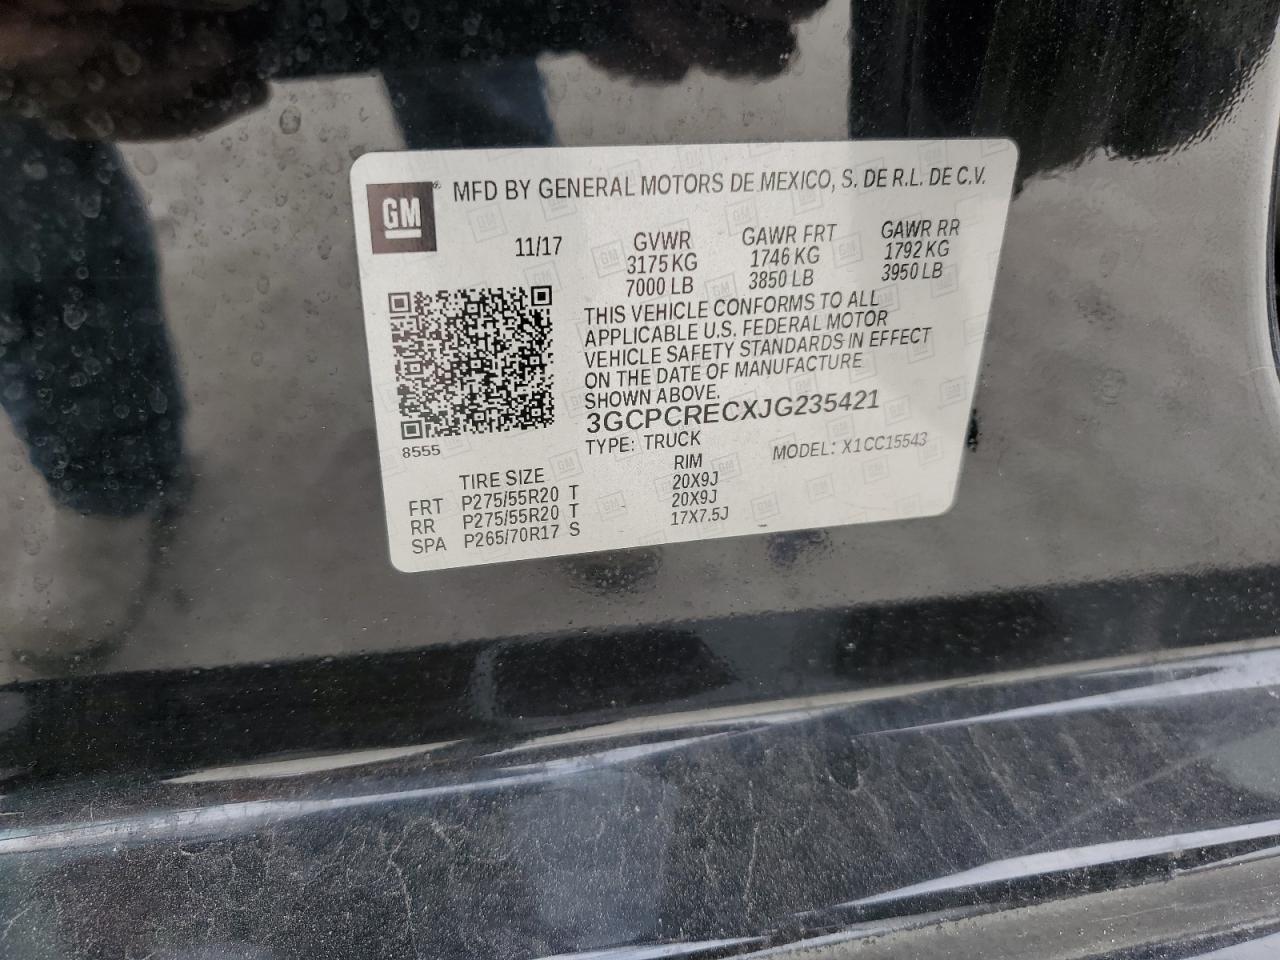 GM
MFD BY GENERAL MOTORS DE MEXICO, S. DE R.L. DE C.V.
11/17 GVWR GAWR FRT GAWR RR
3175 KG 1746 KG 1792 KG
7000 LB 3850 LB 3950 LB
THIS VEHICLE CONFORMS TO ALL
APPLICABLE U.S. FEDERAL MOTOR
VEHICLE SAFETY STANDARDS IN EFFECT
ON THE DATE OF MANUFACTURE
SHOWN ABOVE.
3GCPCRECXJG235421
8555 TYPE: TRUCK MODEL: X1CC15543
TIRE SIZE RIM
FRT P275/55R20 T 20X9J
RR P275/55R20 T 20X9J
SPA P265/70R17 S 17X7.5J